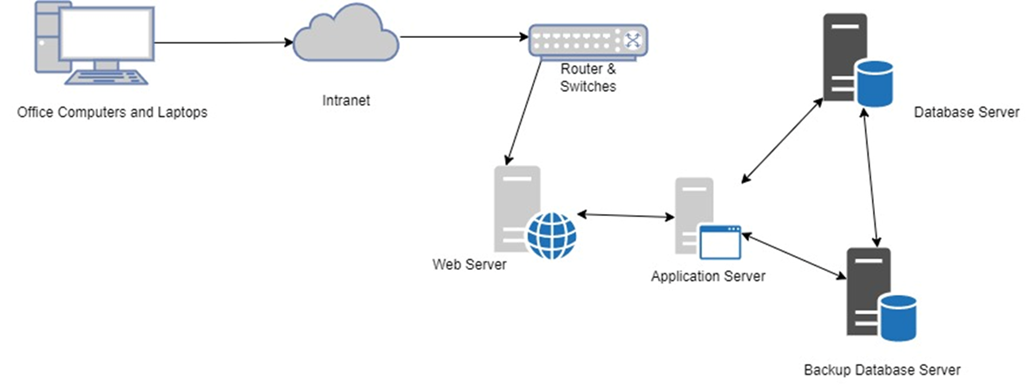 Office Computers and Laptops
Intranet
Router &
Switches
Database Server
Web Server
Application Server
Backup Database Server